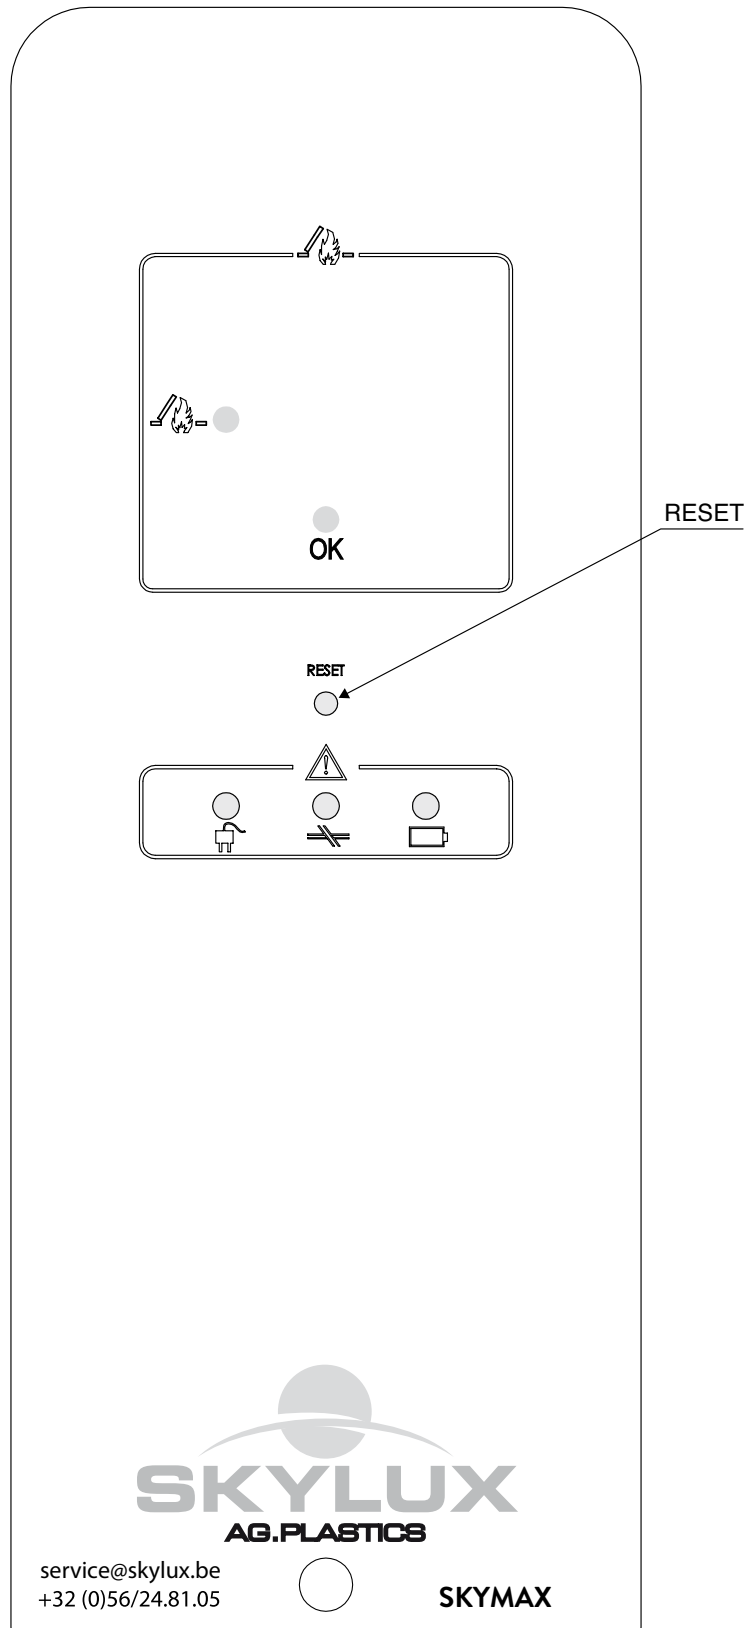 OK
RESET
RESET
SKYLUX
AG.PLASTICS
service@skylux.be
+32 (0)56/24.81.05
SKYMAX